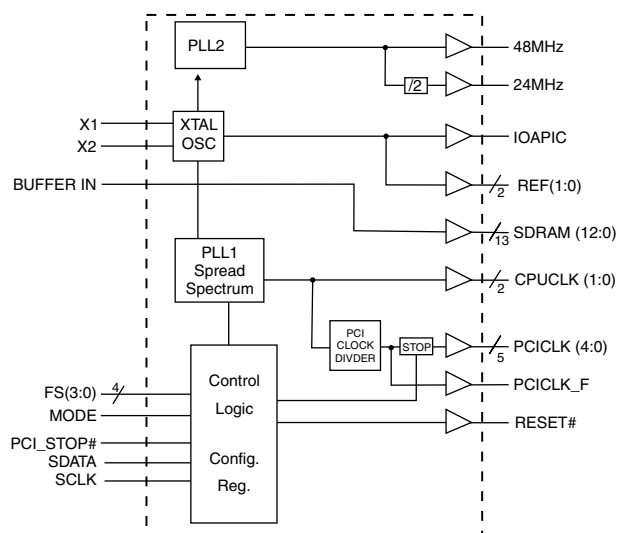 PLL2
48MHz
/2
24MHz
X1
X2
XTAL
OSC
IOAPIC
BUFFER IN
2
REF(1:0)
13
SDRAM (12:0)
PLL1
Spread
Spectrum
2
CPUCLK (1:0)
PCI
CLOCK
DIVDER
STOP
5
PCICLK (4:0)
PCICLK_F
FS(3:0)
4
MODE
PCI_STOP#
SDATA
SCLK
Control
Logic
Config.
Reg.
RESET#